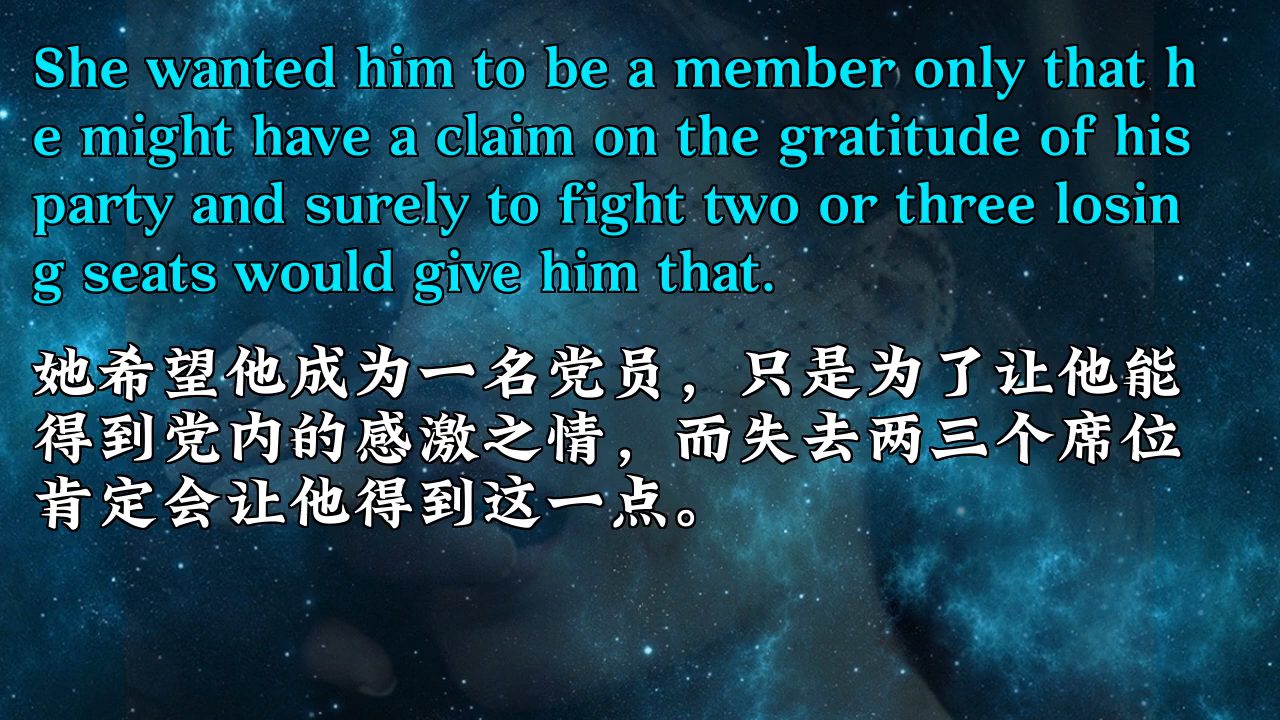 She wanted him to be a member only that h
e might have a claim on the gratitude of his
party and surely to fight two or three losin
g seats would give him that.
她希望他成为一名党员，只是为了让他能
得到党内的感激之情，而失去两三个席位
肯定会让他得到这一点。